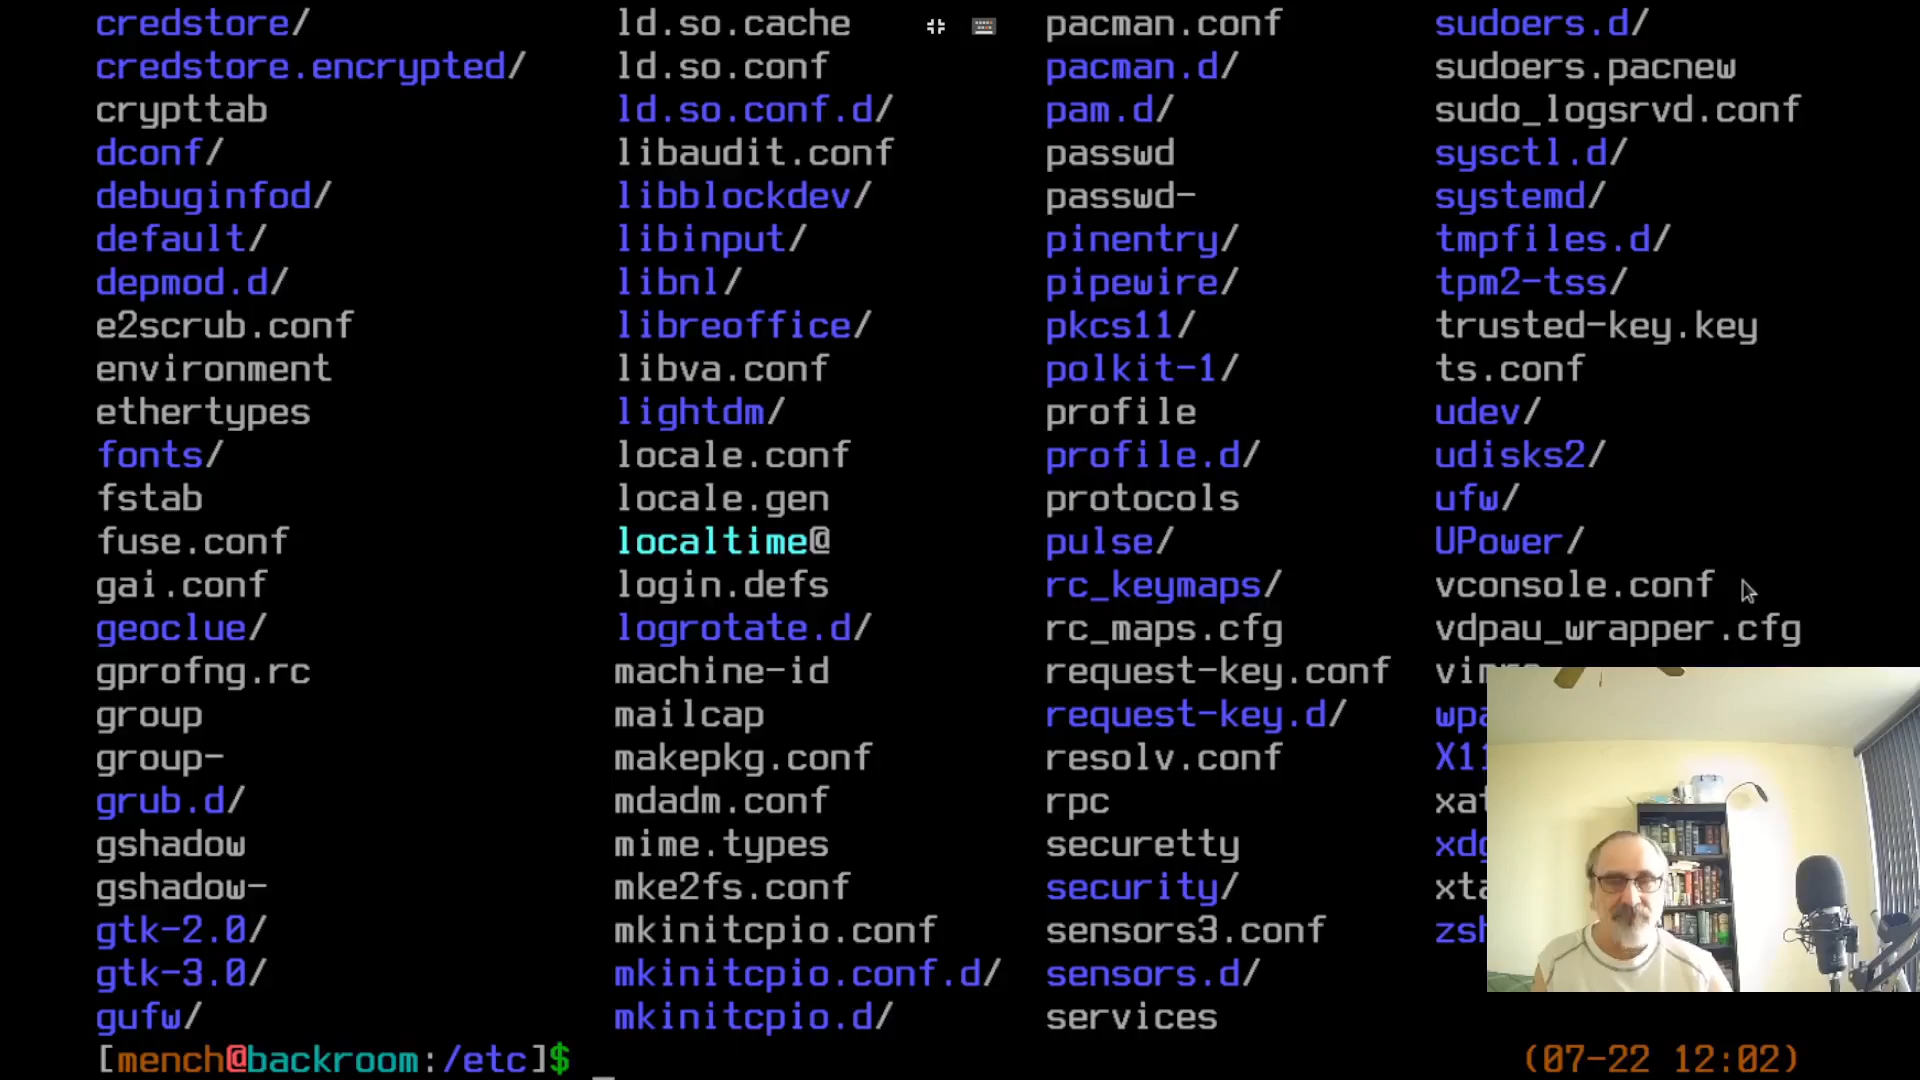 credstore/ ld.so.cache pacman.conf sudoers.d/
credstore.encrypted/ ld.so.conf pacman.d/ sudoers.pacnew
crypttab ld.so.conf.d/ pam.d/ sudo_logsrvd.conf
dconf/ libaudit.conf passwd sysctl.d/
debuginfod/ libblockdev/ passwd- systemd/
default/ libinput/ pinentry/ tmpfiles.d/
depmod.d/ libnl/ pipewire/ tpm2-tss/
e2scrub.conf libreoffice/ pkcs11/ trusted-key.key
environment libva.conf polkit-1/ ts.conf
ethertypes lightdm/ profile udev/
fonts/ locale.conf profile.d/ udisks2/
fstab locale.gen protocols ufw/
fuse.conf localtime@ pulse/ UPower/
gai.conf login.defs rc_keymaps/ vconsole.conf
geoclue/ logrotate.d/ rc_maps.cfg vdpau_wrapper.cfg
gprofng.rc machine-id request-key.conf
group mailcap request-key.d/
group- makepkg.conf resolv.conf
grub.d/ mdadm.conf rpc
gshadow mime.types securetty
gshadow- mke2fs.conf security/
gtk-2.0/ mkinitcpio.conf sensors3.conf
gtk-3.0/ mkinitcpio.conf.d/ sensors.d/
gufw/ mkinitcpio.d/ services
[mench@backroom:/etc]$ _ (07-22 12:02)